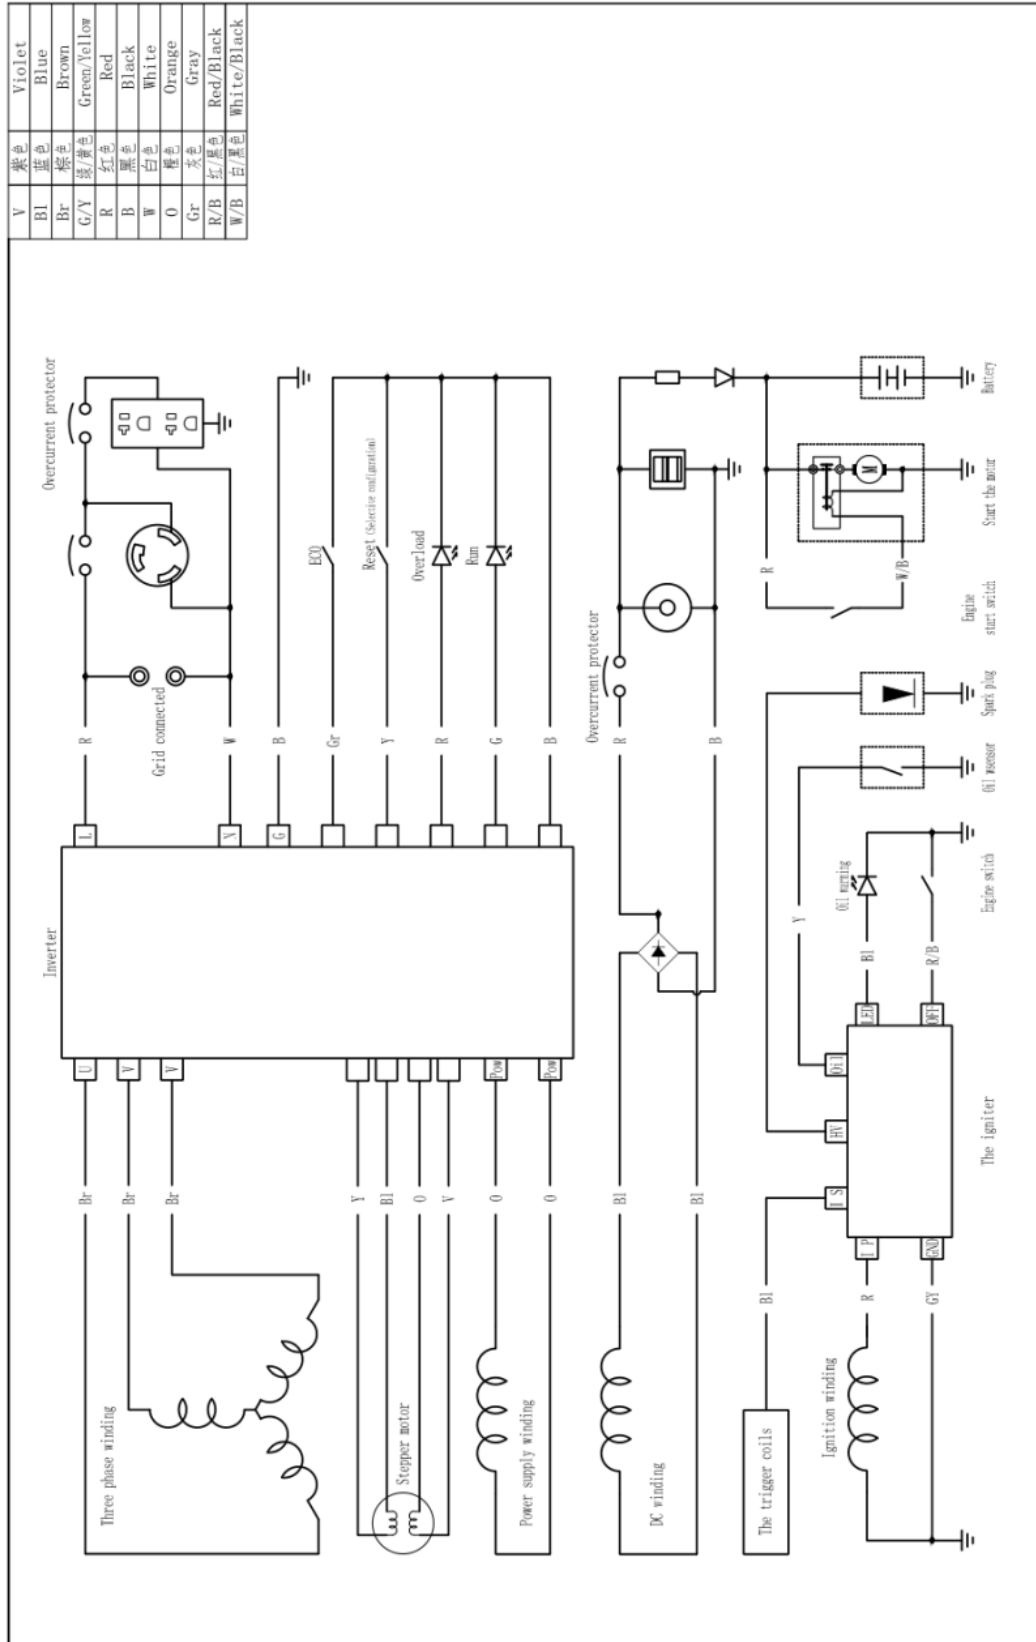 V 紫色 Violet
Bl 蓝色 Blue
Br 棕色 Brown
G/Y 绿/黄色 Green/Yellow
R 红色 Red
B 黑色 Black
W 白色 White
O 橙色 Orange
Gr 灰色 Gray
R/B 红/黑色 Red/Black
W/B 白/黑色 White/Black
Inverter
Overcurrent protector
Br U L R
Three phase winding
Br V
Grid connected
Br V
N W
G B
Gr ECO
Y
Y Reset (Selective configuration)
Bl
Stepper motor
O R Overload
V
O Pow G Run
Power supply winding
O Pow B
Overcurrent protector
Bl R
DC winding
Bl B
The trigger coils
Bl
I S
HV
Oil
Y
R
M
W/B
Ignition winding
R I P
LED Bl
Oil warning
GY GND
OFF R/B
The igniter
Engine switch
Oil wsensor
Spark plug
Engine
start switch
Start the motor
Battery